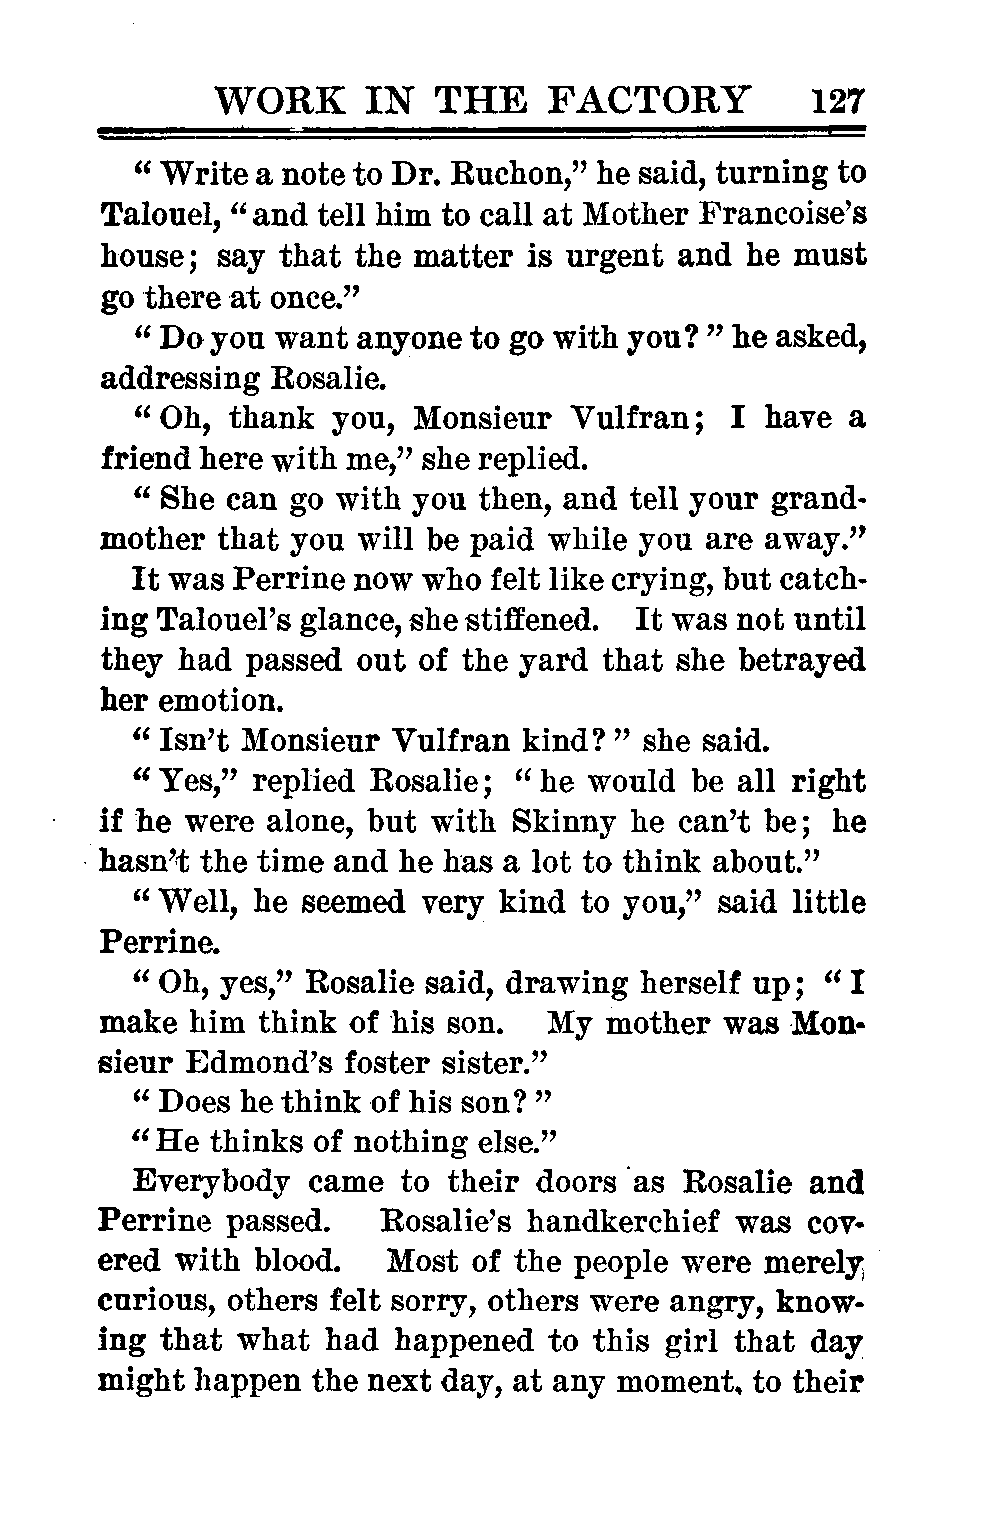 WORK IN THE FACTORY 127
“ Write a note to Dr. Ruchon,” he said, turning to
Talouel, “ and tell him to call at Mother Francoise’s
house; say that the matter is urgent and he must
go there at once.”
“ Do you want anyone to go with you? ” he asked,
addressing Rosalie.
“ Oh, thank you, Monsieur Vulfran; I have a
friend here with me,” she replied.
“ She can go with you then, and tell your grand-
mother that you will be paid while you are away.”
It was Perrine now who felt like crying, but catch-
ing Talouel’s glance, she stiffened. It was not until
they had passed out of the yard that she betrayed
her emotion.
“ Isn’t Monsieur Vulfran kind? ” she said.
“ Yes,” replied Rosalie; “ he would be all right
if he were alone, but with Skinny he can’t be; he
hasn’t the time and he has a lot to think about.”
“ Well, he seemed very kind to you,” said little
Perrine.
“ Oh, yes,” Rosalie said, drawing herself up; “ I
make him think of his son. My mother was Mon-
sieur Edmond’s foster sister.”
“ Does he think of his son? ”
“ He thinks of nothing else.”
Everybody came to their doors as Rosalie and
Perrine passed. Rosalie’s handkerchief was cov-
ered with blood. Most of the people were merely
curious, others felt sorry, others were angry, know-
ing that what had happened to this girl that day
might happen the next day, at any moment, to their